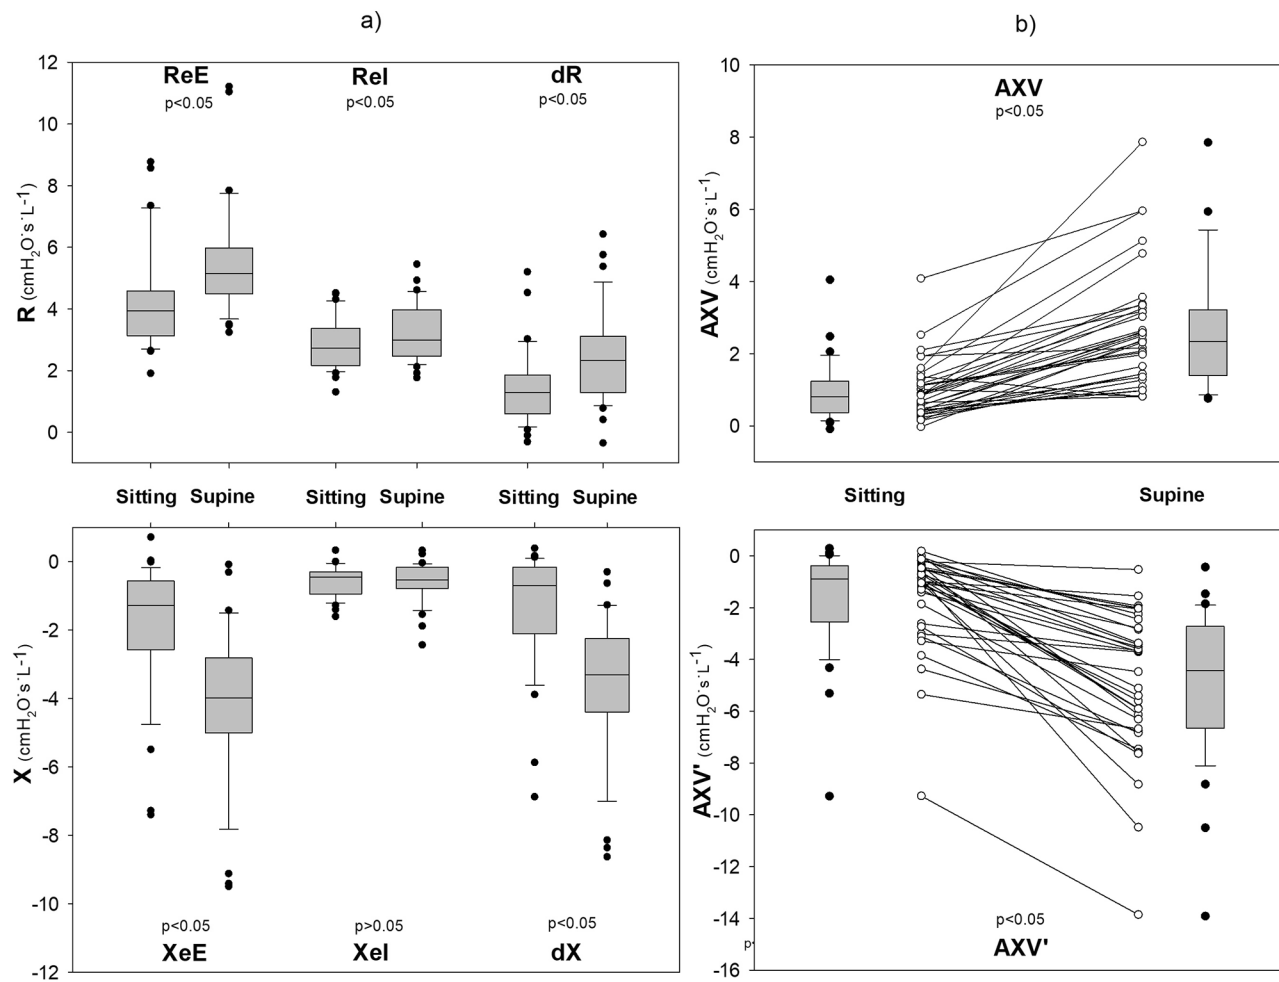 a)
b)
ReE
ReI
dR
p<0.05
p<0.05
p<0.05
12
10
8
6
4
2
0
R (cmH2O·s·L-1)
AXV
p<0.05
10
8
6
4
2
0
AXV (cmH2O·s·L-1)
Sitting Supine
Sitting Supine
Sitting Supine
Sitting
Supine
0
-2
-4
-6
-8
-10
-12
X (cmH2O·s·L-1)
p<0.05
p>0.05
p<0.05
XeE
XeI
dX
0
-2
-4
-6
-8
-10
-12
-14
-16
AXV' (cmH2O·s·L-1)
p<0.05
AXV'